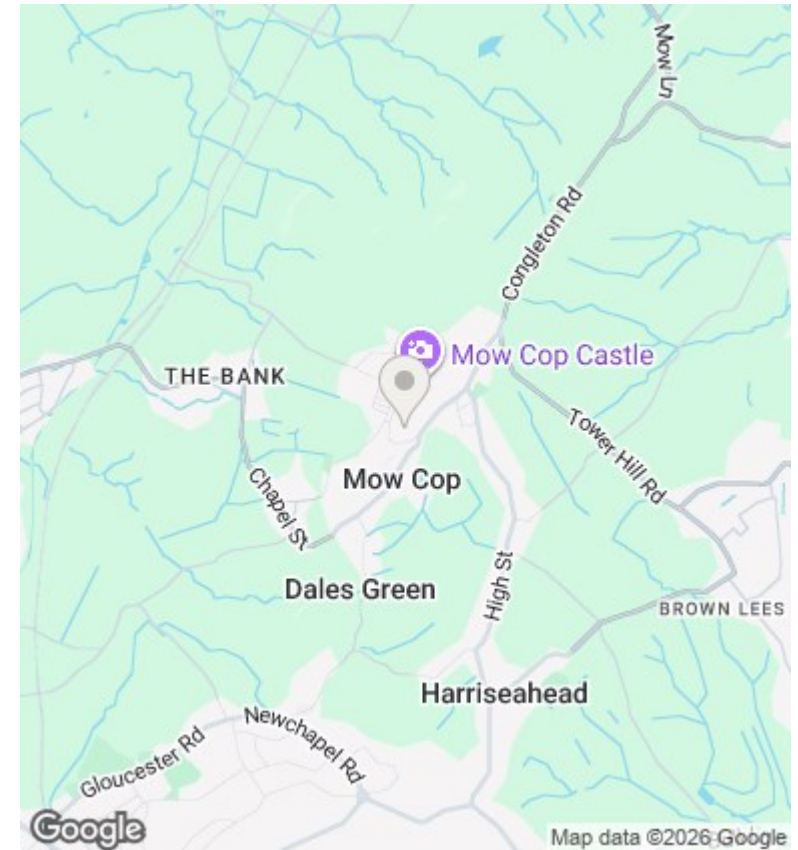 Mow Ln
Congleton Rd
Mow Cop Castle
THE BANK
Tower Hill Rd
Mow Cop
Chapel St
High St
Dales Green
BROWN LEES
Harriseahead
Newchapel Rd
Gloucester Rd
Google
Map data ©2026 Google